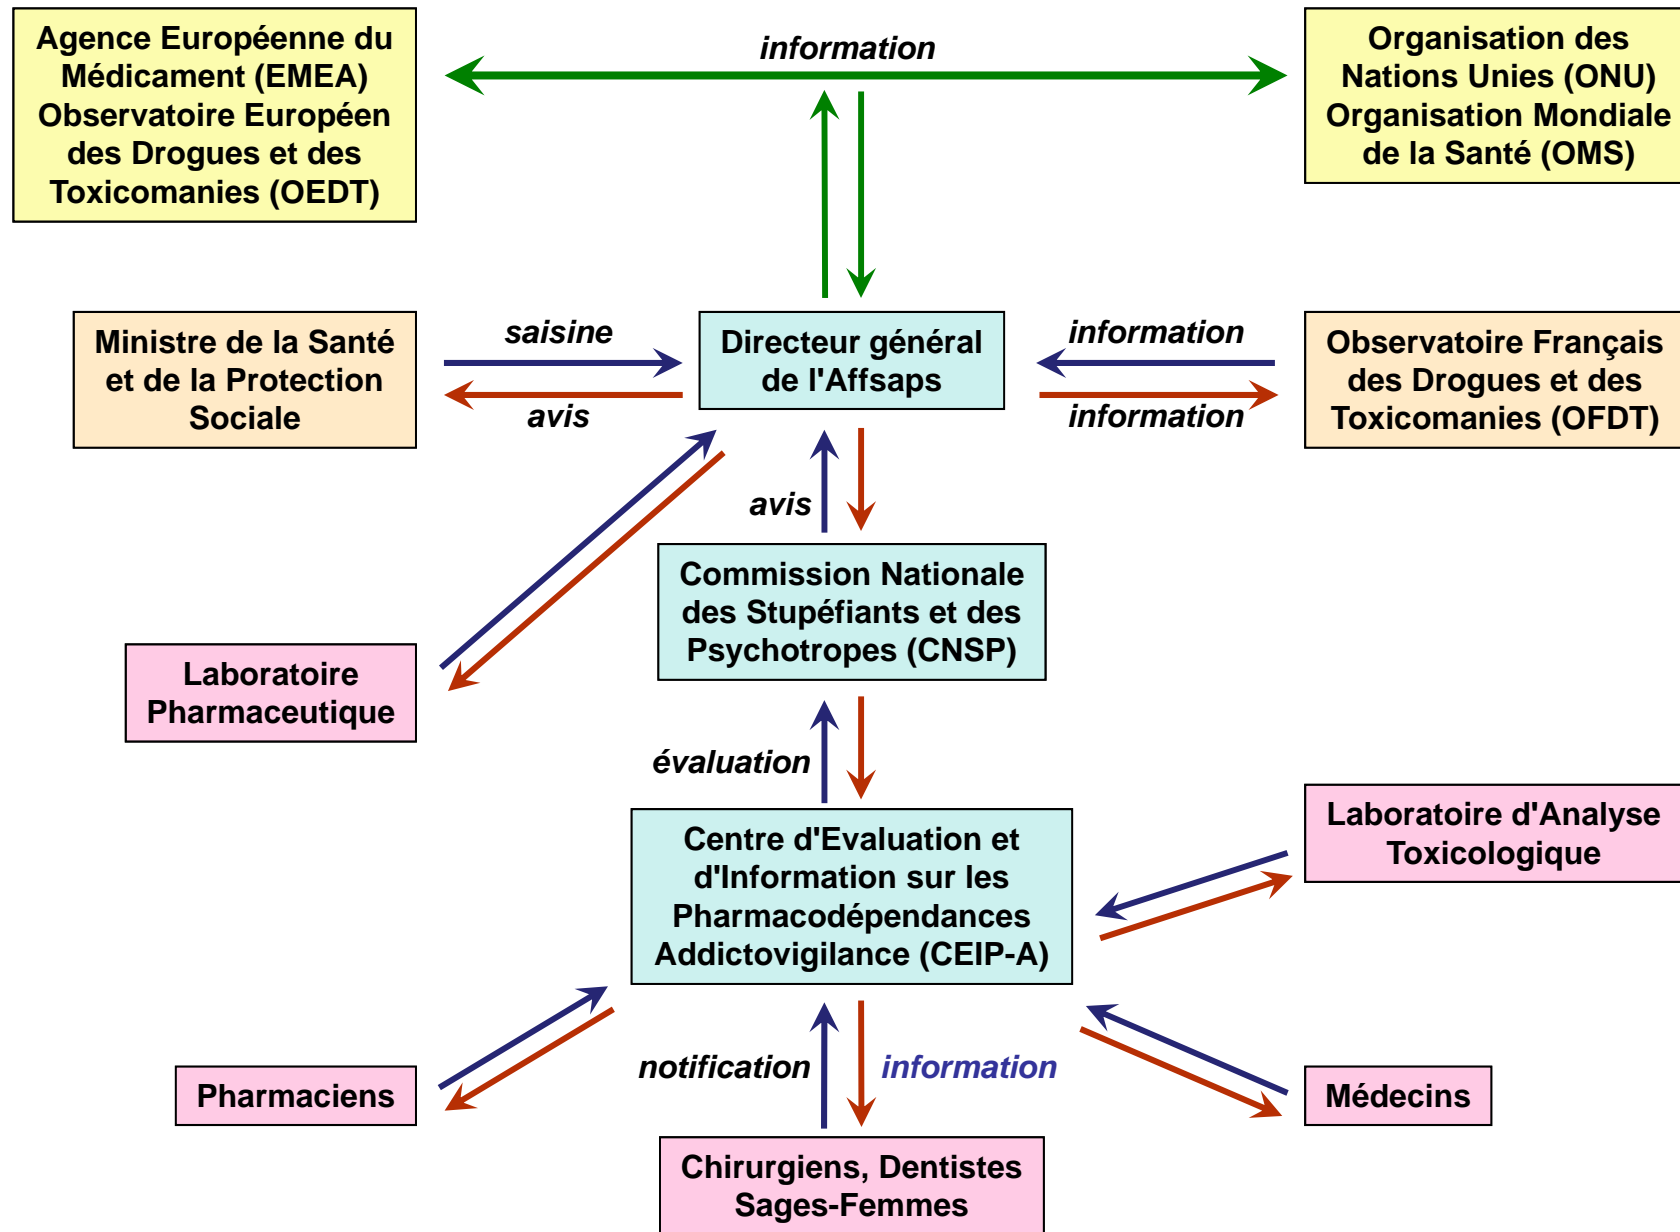 Agence Européenne du
Médicament (EMEA)
Observatoire Européen
des Drogues et des
Toxicomanies (OEDT)
information
Organisation des
Nations Unies (ONU)
Organisation Mondiale
de la Santé (OMS)
Ministre de la Santé
et de la Protection
Sociale
saisine
avis
Directeur général
de l'Affsaps
information
information
Observatoire Français
des Drogues et des
Toxicomanies (OFDT)
avis
Commission Nationale
des Stupéfiants et des
Psychotropes (CNSP)
Laboratoire
Pharmaceutique
évaluation
Centre d'Evaluation et
d'Information sur les
Pharmacodépendances
Addictovigilance (CEIP-A)
Laboratoire d'Analyse
Toxicologique
Pharmaciens
notification
information
Médecins
Chirurgiens, Dentistes
Sages-Femmes